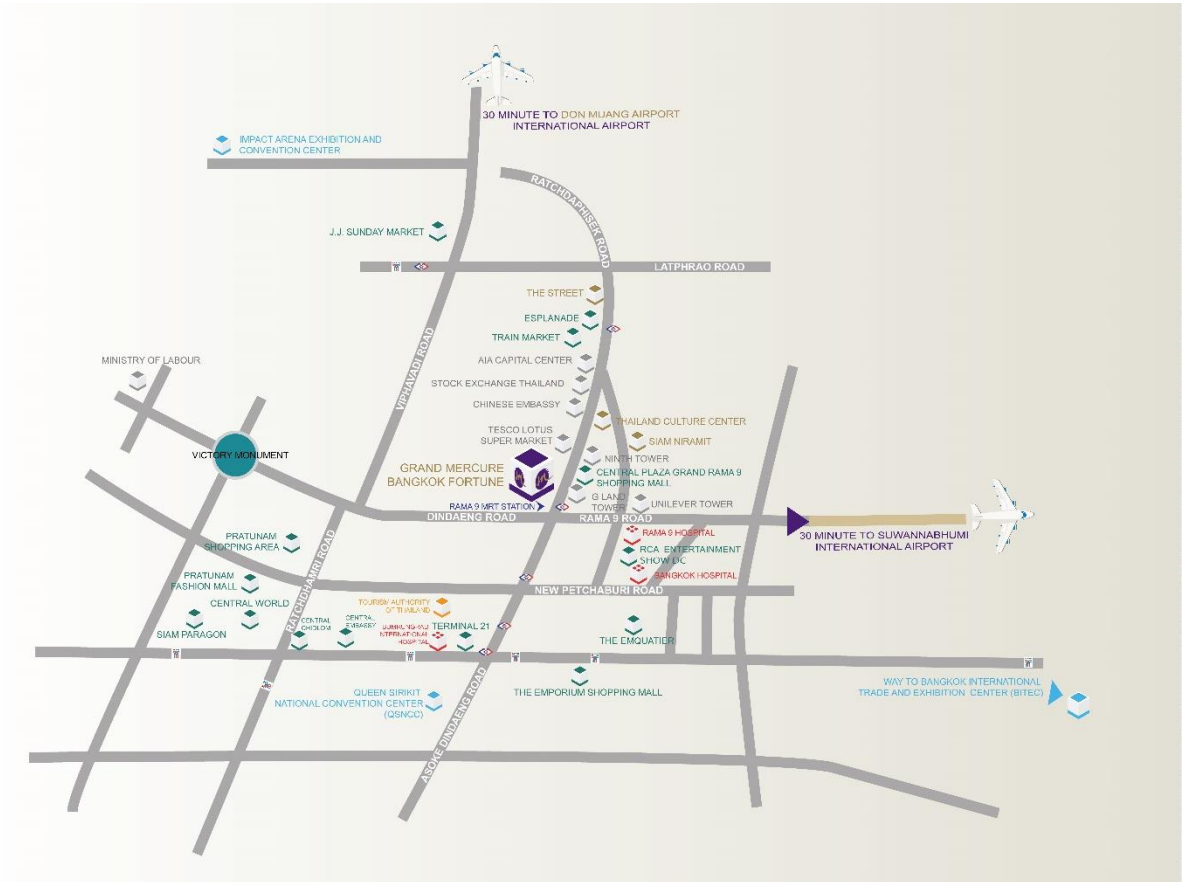 30 MINUTE TO DON MUANG AIRPORT
INTERNATIONAL AIRPORT
IMPACT ARENA EXHIBITION AND
CONVENTION CENTER
RATCHDAPHISEK ROAD
J.J. SUNDAY MARKET
LATPHRAO ROAD
THE STREET
ESPLANADE
TRAIN MARKET
VIPHAVADI ROAD
MINISTRY OF LABOUR
AIA CAPITAL CENTER
STOCK EXCHANGE THAILAND
CHINESE EMBASSY
THAILAND CULTURE CENTER
TESCO LOTUS
SUPER MARKET
SIAM NIRAMIT
VICTORY MONUMENT
NINTH TOWER
GRAND MERCURE
BANGKOK FORTUNE
CENTRAL PLAZA GRAND RAMA 9
SHOPPING MALL
G LAND
TOWER
UNILEVER TOWER
RAMA 9 MRT STATION
DINDAENG ROAD
RAMA 9 ROAD
30 MINUTE TO SUWANNABHUMI
INTERNATIONAL AIRPORT
RAMA 9 HOSPITAL
PRATUNAM
SHOPPING AREA
RCA ENTERTAINMENT
SHOW DC
BANGKOK HOSPITAL
RATCHDHAMRI ROAD
PRATUNAM
FASHION MALL
NEW PETCHABURI ROAD
CENTRAL WORLD
TOURISM AUTHORITY
OF THAILAND
SIAM PARAGON
CENTRAL
CHIDLOM
CENTRAL
EMBASSY
BUMRUNGRAD
INTERNATIONAL
HOSPITAL
TERMINAL 21
THE EMQUATIER
THE EMPORIUM SHOPPING MALL
QUEEN SIRIKIT
NATIONAL CONVENTION CENTER
(QSNCC)
ASOKE DINDAENG ROAD
WAY TO BANGKOK INTERNATIONAL
TRADE AND EXHIBITION CENTER (BITEC)